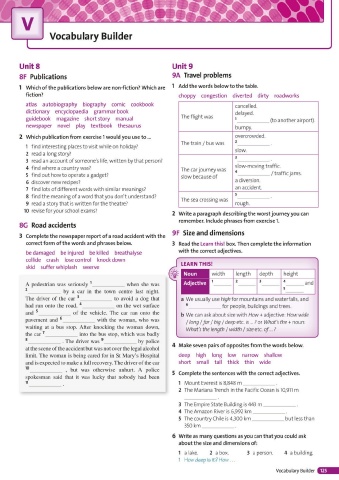 V
Vocabulary Builder
Unit 8
8F Publications
1 Which of the publications below are non-fiction? Which are
fiction?
atlas autobiography biography comic cookbook
dictionary encyclopaedia grammar book
guidebook magazine short story manual
newspaper novel play textbook thesaurus
2 Which publication from exercise 1 would you use to ...
1 find interesting places to visit while on holiday?
2 read a long story?
3 read an account of someone's life, written by that person?
4 find where a country was?
5 find out how to operate a gadget?
6 discover new recipes?
7 find lots of different words with similar meanings?
8 find the meaning of a word that you don't understand?
9 read a story that is written for the theatre?
10 revise for your school exams?
8G Road accidents
3 Complete the newspaper report of a road accident with the
correct form of the words and phrases below.
be damaged be injured be killed breathalyse
collide crash lose control knock down
skid suffer whiplash swerve
A pedestrian was seriously 1 when she was
2 by a car in the town centre last night.
The driver of the car 3 to avoid a dog that
had run onto the road, 4 on the wet surface
and 5 of the vehicle. The car ran onto the
pavement and 6 with the woman, who was
waiting at a bus stop. After knocking the woman down,
the car 7 into the bus stop, which was badly
8 . The driver was 9 by police
at the scene of the accident but was not over the legal alcohol
limit. The woman is being cared for in St Mary's Hospital
and is expected to make a full recovery. The driver of the car
10 , but was otherwise unhurt. A police
spokesman said that it was lucky that nobody had been
11 .
Unit 9
9A Travel problems
1 Add the words below to the table.
choppy congestion diverted dirty roadworks
The flight was
cancelled.
delayed.
1 (to another airport)
bumpy.
The train / bus was
overcrowded.
2 .
slow.
The car journey was
slow because of
3
slow-moving traffic.
4 / traffic jams.
a diversion.
an accident.
The sea crossing was
5 .
rough.
2 Write a paragraph describing the worst journey you can
remember. Include phrases from exercise 1.
9F Size and dimensions
3 Read the Learn this! box. Then complete the information
with the correct adjectives.
LEARN THIS!
Noun width length depth height
Adjective 1 2 3 4 and
5
a We usually use high for mountains and waterfalls, and
6 for people, buildings and trees.
b We can ask about size with How + adjective: How wide
/ long / far / big / deep etc. is ... ? or What's the + noun:
What's the length / width / size etc. of ...?
4 Make seven pairs of opposites from the words below.
deep high long low narrow shallow
short small tall thick thin wide
5 Complete the sentences with the correct adjectives.
1 Mount Everest is 8,848 m .
2 The Mariana Trench in the Pacific Ocean is 10,911 m
.
3 The Empire State Building is 443 m .
4 The Amazon River is 6,992 km .
5 The country Chile is 4,300 km but less than
350 km .
6 Write as many questions as you can that you could ask
about the size and dimensions of:
1 a lake. 2 a box. 3 a person. 4 a building.
1 How deep is it? How ...
Vocabulary Builder 125